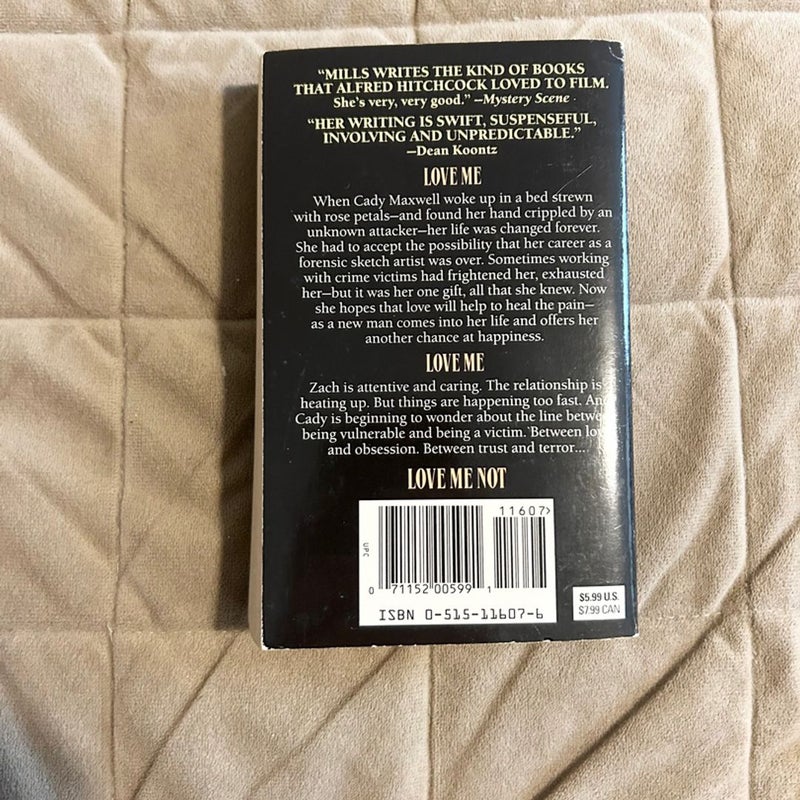 “MILLS WRITES THE KIND OF BOOKS
THAT ALFRED HITCHCOCK LOVED TO FILM.
She's very, very good.” —Mystery Scene
“HER WRITING IS SWIFT, SUSPENSEFUL,
INVOLVING AND UNPREDICTABLE.”
—Dean Koontz
LOVE ME
When Cady Maxwell woke up in a bed strewn
with rose petals—and found her hand crippled by an
unknown attacker—her life was changed forever.
She had to accept the possibility that her career as a
forensic sketch artist was over. Sometimes working
with crime victims had frightened her, exhausted
her—but it was her one gift, all that she knew. Now
she hopes that love will help to heal the pain—
as a new man comes into her life and offers her
another chance at happiness.
LOVE ME
Zach is attentive and caring. The relationship is
heating up. But things are happening too fast. And
Cady is beginning to wonder about the line between
being vulnerable and being a victim. Between love
and obsession. Between trust and terror...
LOVE ME NOT
11607>
UPC
0 71152 00599 1
ISBN 0-515-11607-6
$5.99 U.S.
$7.99 CAN